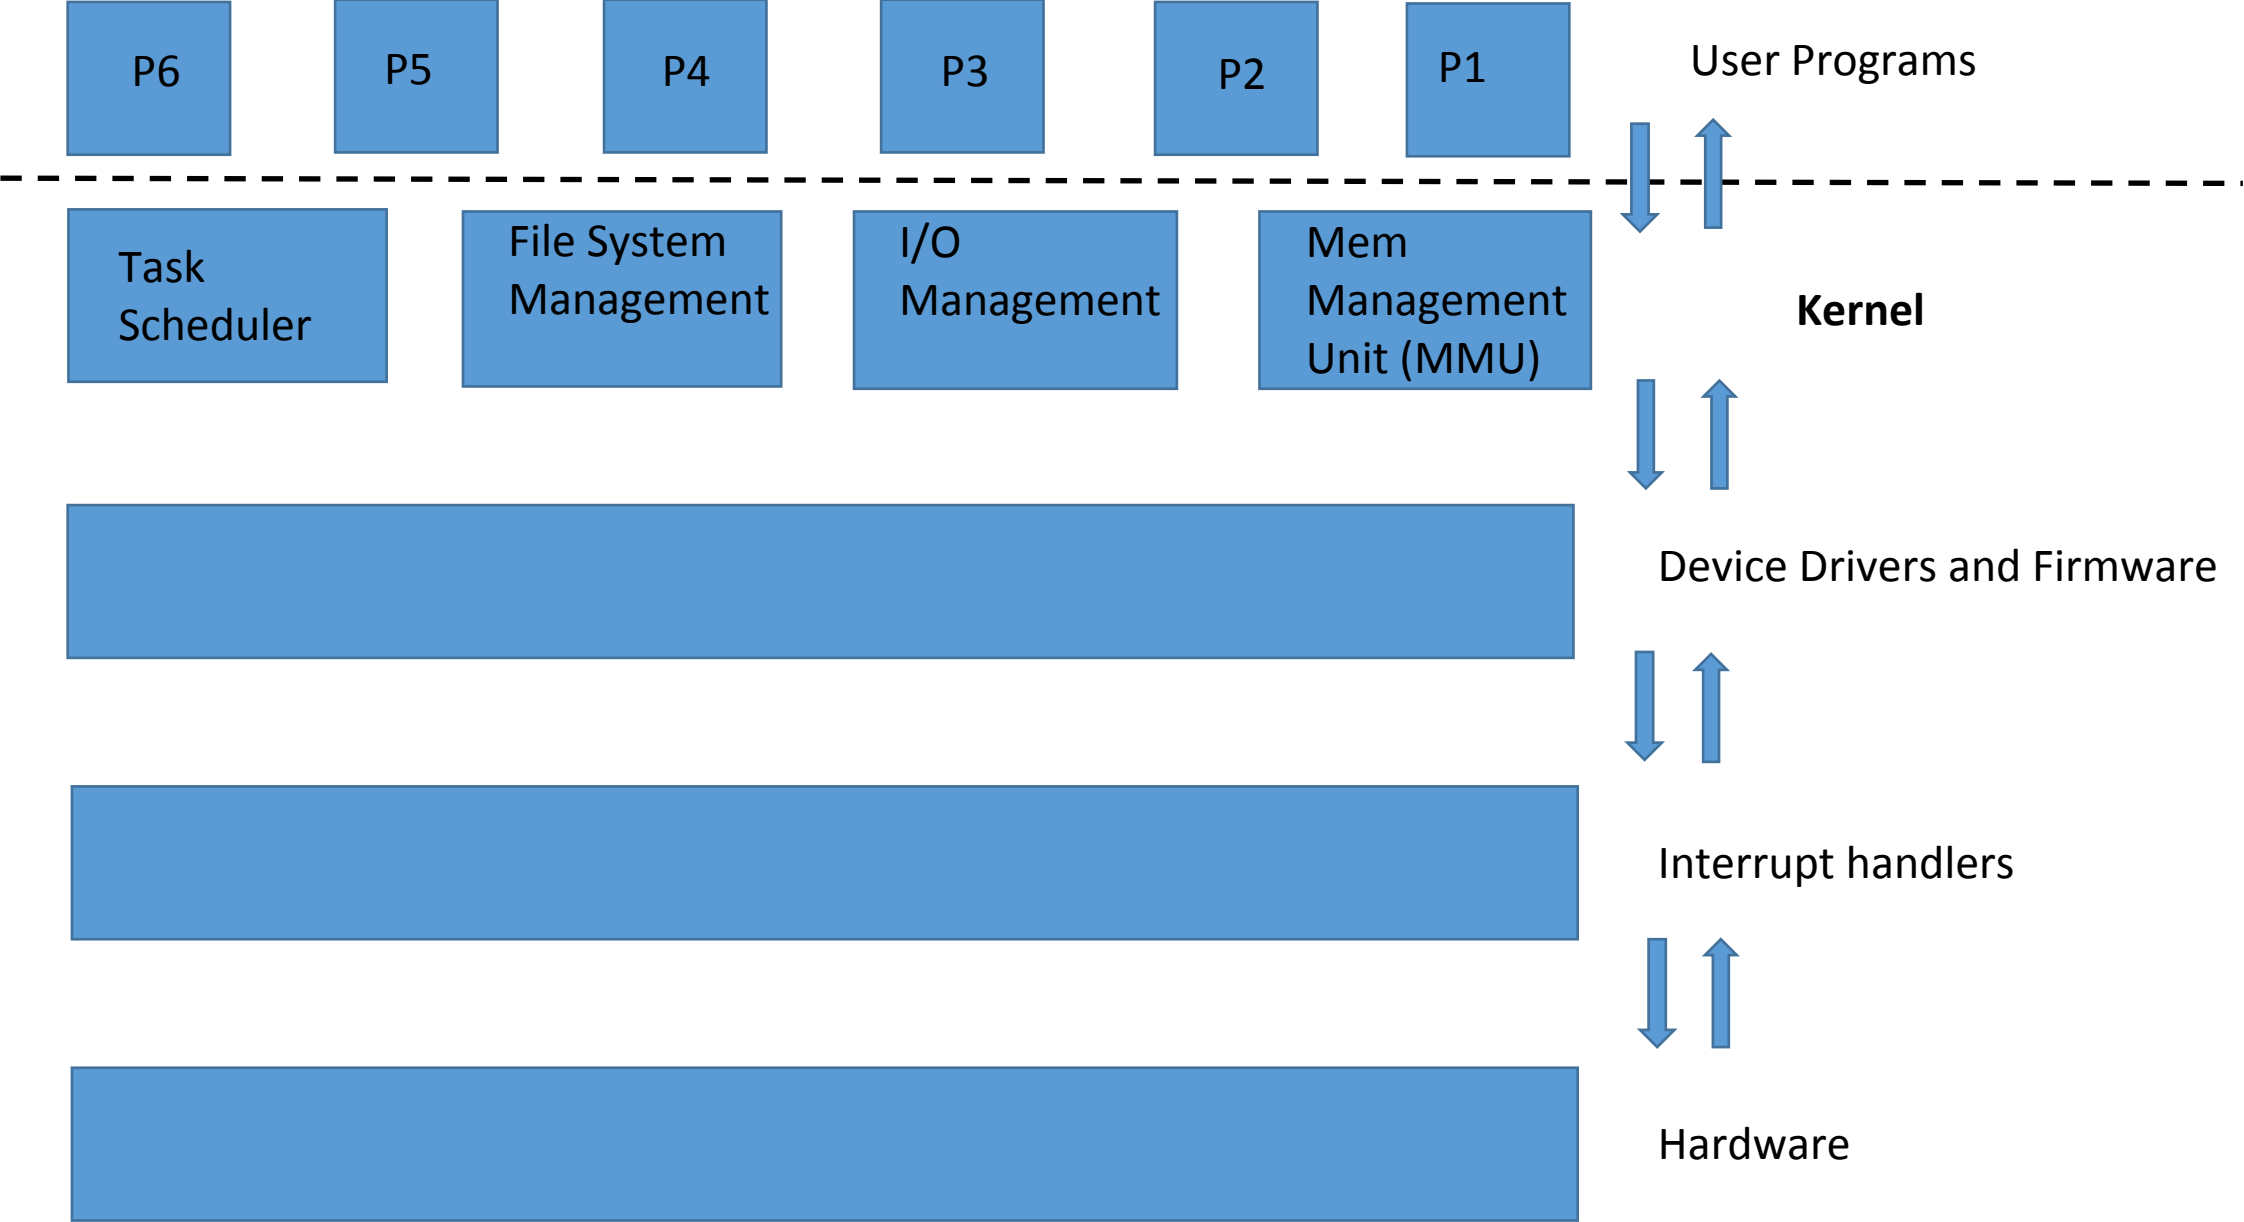 P6
P5
P4
P3
P2
P1
User Programs
Task
Scheduler
File System
Management
I/O
Management
Mem
Management
Unit (MMU)
Kernel
Device Drivers and Firmware
Interrupt handlers
Hardware